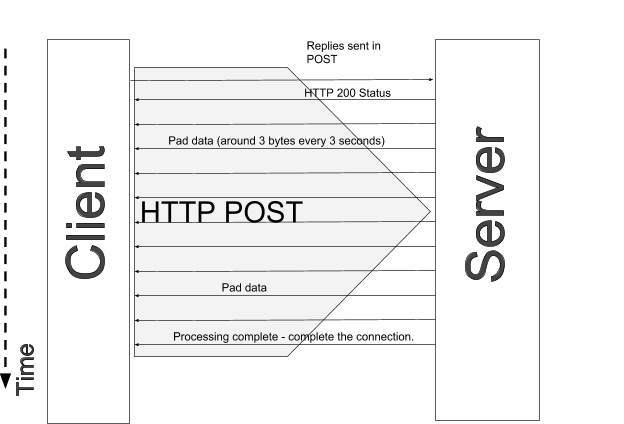 Replies sent in
POST
HTTP 200 Status
Pad data (around 3 bytes every 3 seconds)
Client
HTTP POST
Server
Pad data
Processing complete - complete the connection.
Time